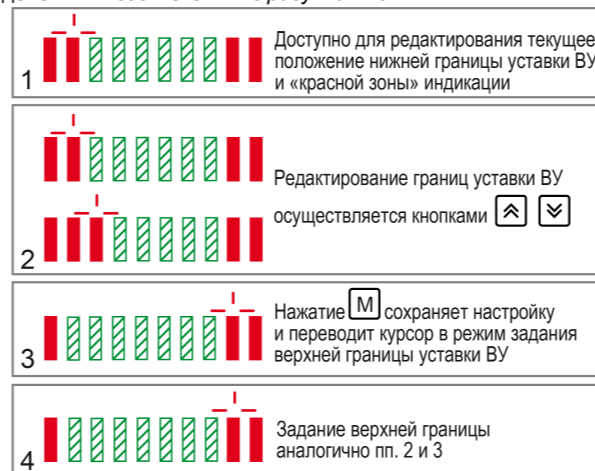 1
Доступно для редактирования текущее
положение нижней границы уставки ВУ
и «красной зоны» индикации
2
Редактирование границ уставки ВУ
осуществляется кнопками
3
Нажатие M сохраняет настройку
и переводит курсор в режим задания
верхней границы уставки ВУ
4
Задание верхней границы
аналогично пп. 2 и 3